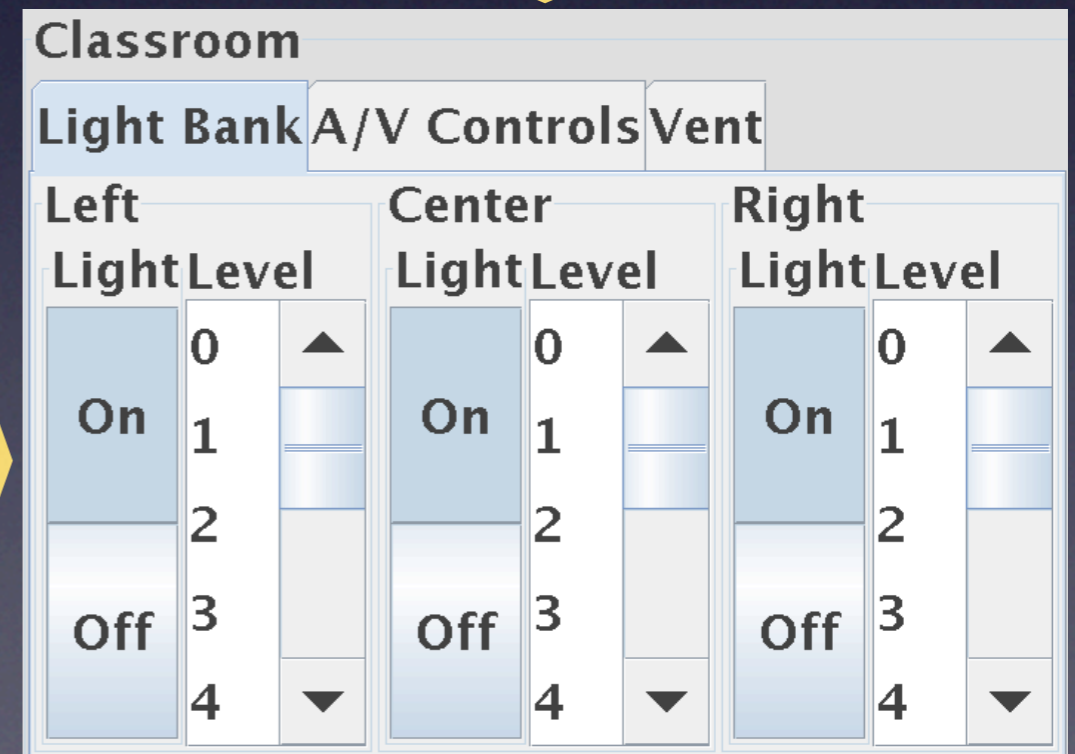 Classroom
Light Bank A/V Controls Vent
Left Center Right
Light Level Light Level Light Level
0 0 0
On On On
1 1 1
2 2 2
3 3 3
Off Off Off
4 4 4